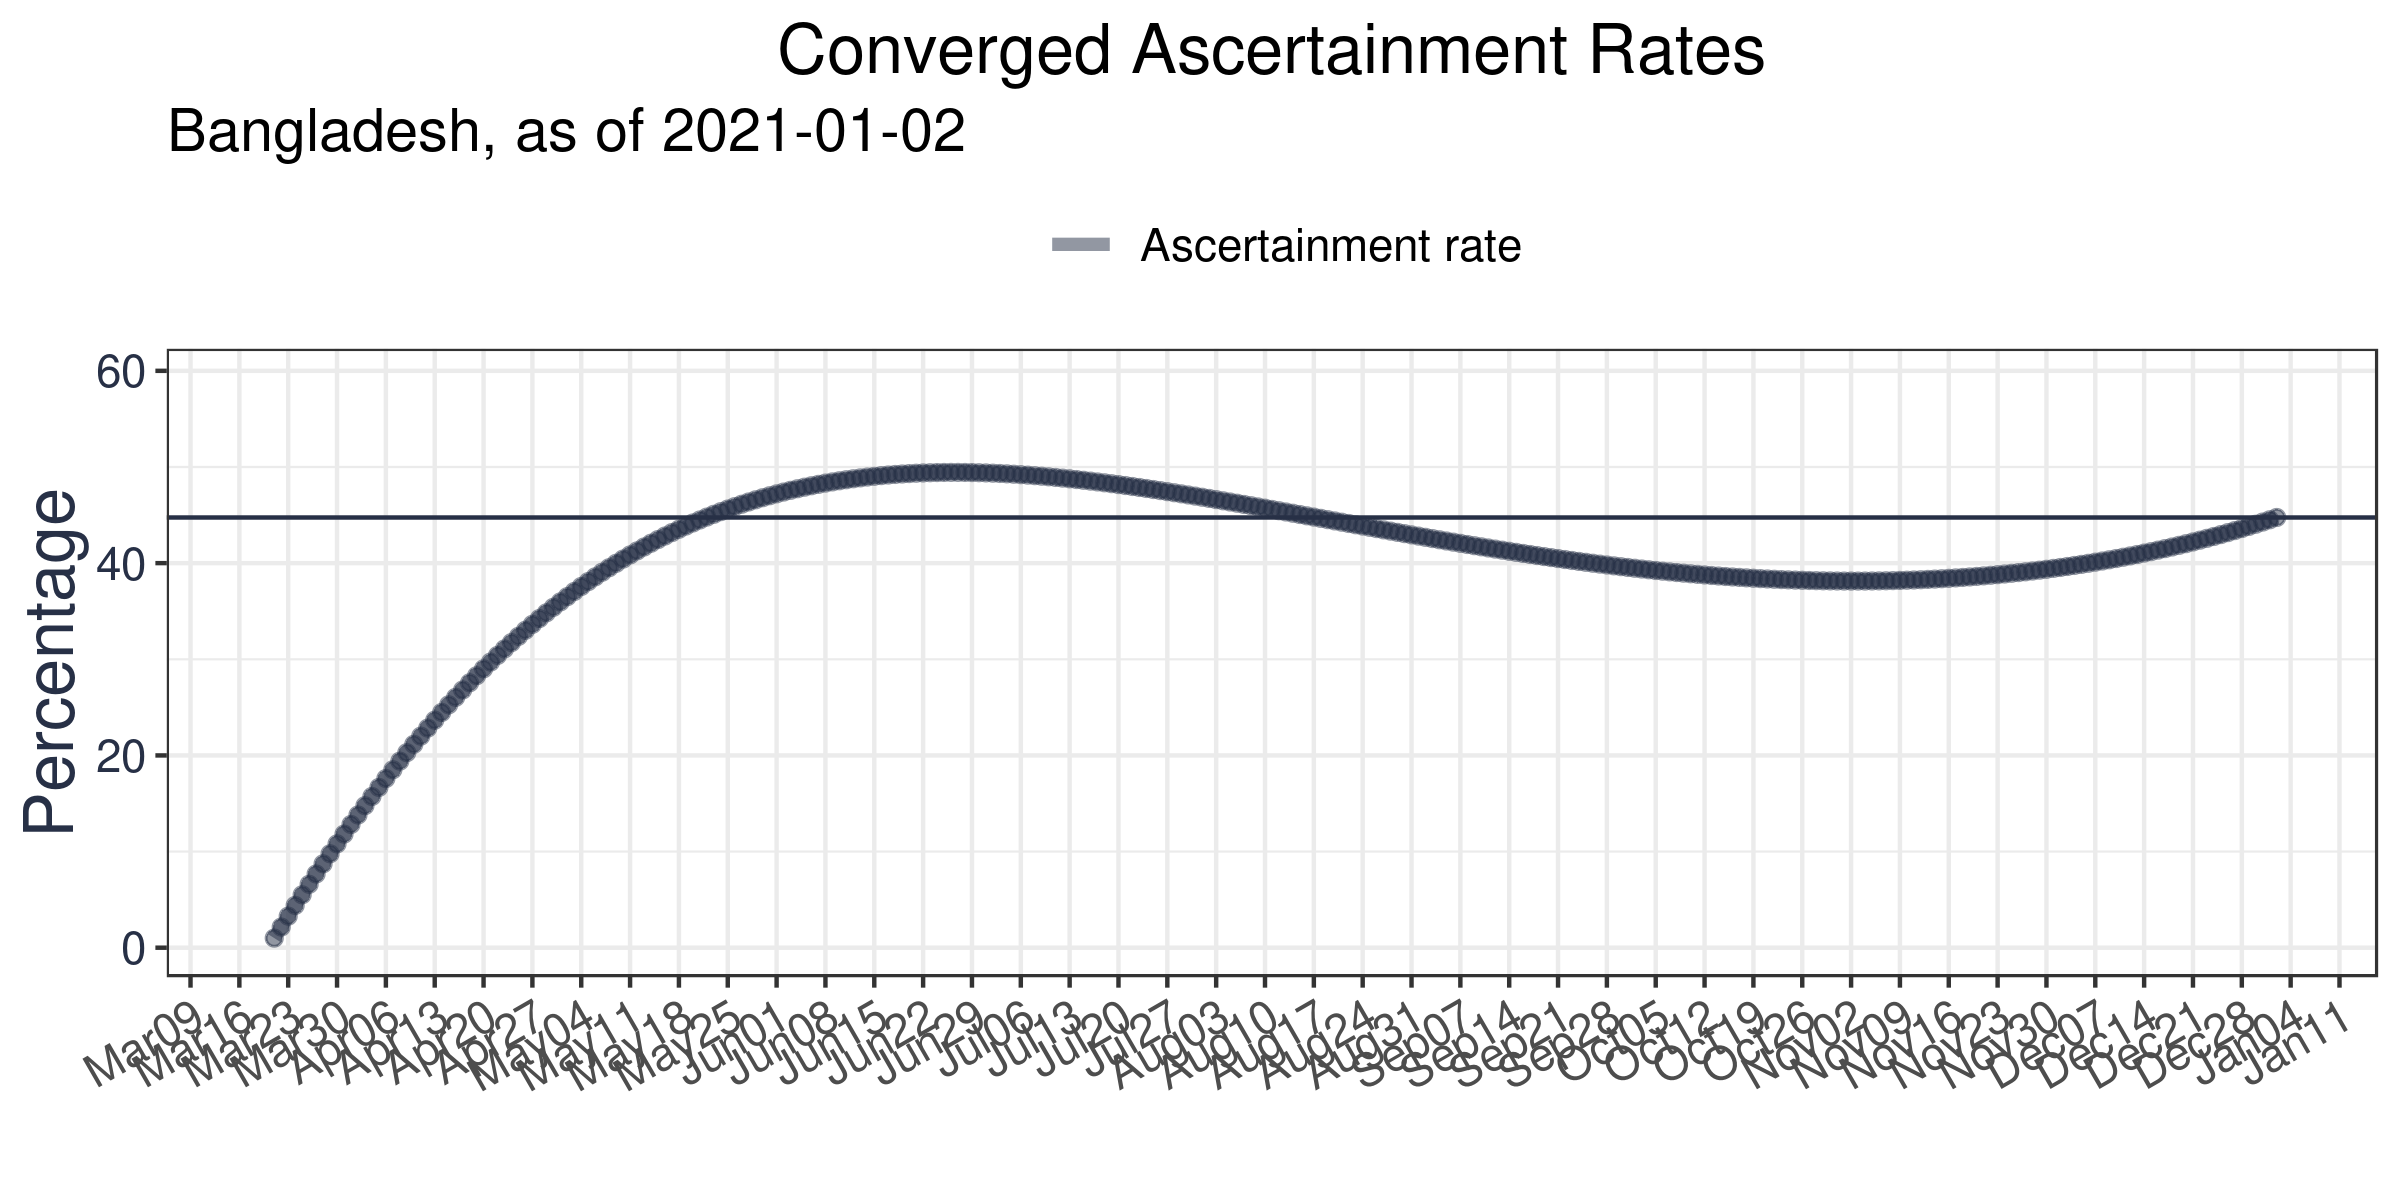 Converged Ascertainment Rates
Bangladesh, as of 2021-01-02
Ascertainment rate
Percentage
60
40
20
0
Mar09
Mar16
Mar23
Mar30
Apr06
Apr13
Apr20
Apr27
May04
May11
May18
May25
Jun01
Jun08
Jun15
Jun22
Jun29
Jul06
Jul13
Jul20
Jul27
Aug03
Aug10
Aug17
Aug24
Aug31
Sep07
Sep14
Sep21
Sep28
Oct05
Oct12
Oct19
Oct26
Nov02
Nov09
Nov16
Nov23
Nov30
Dec07
Dec14
Dec21
Dec28
Jan04
Jan11